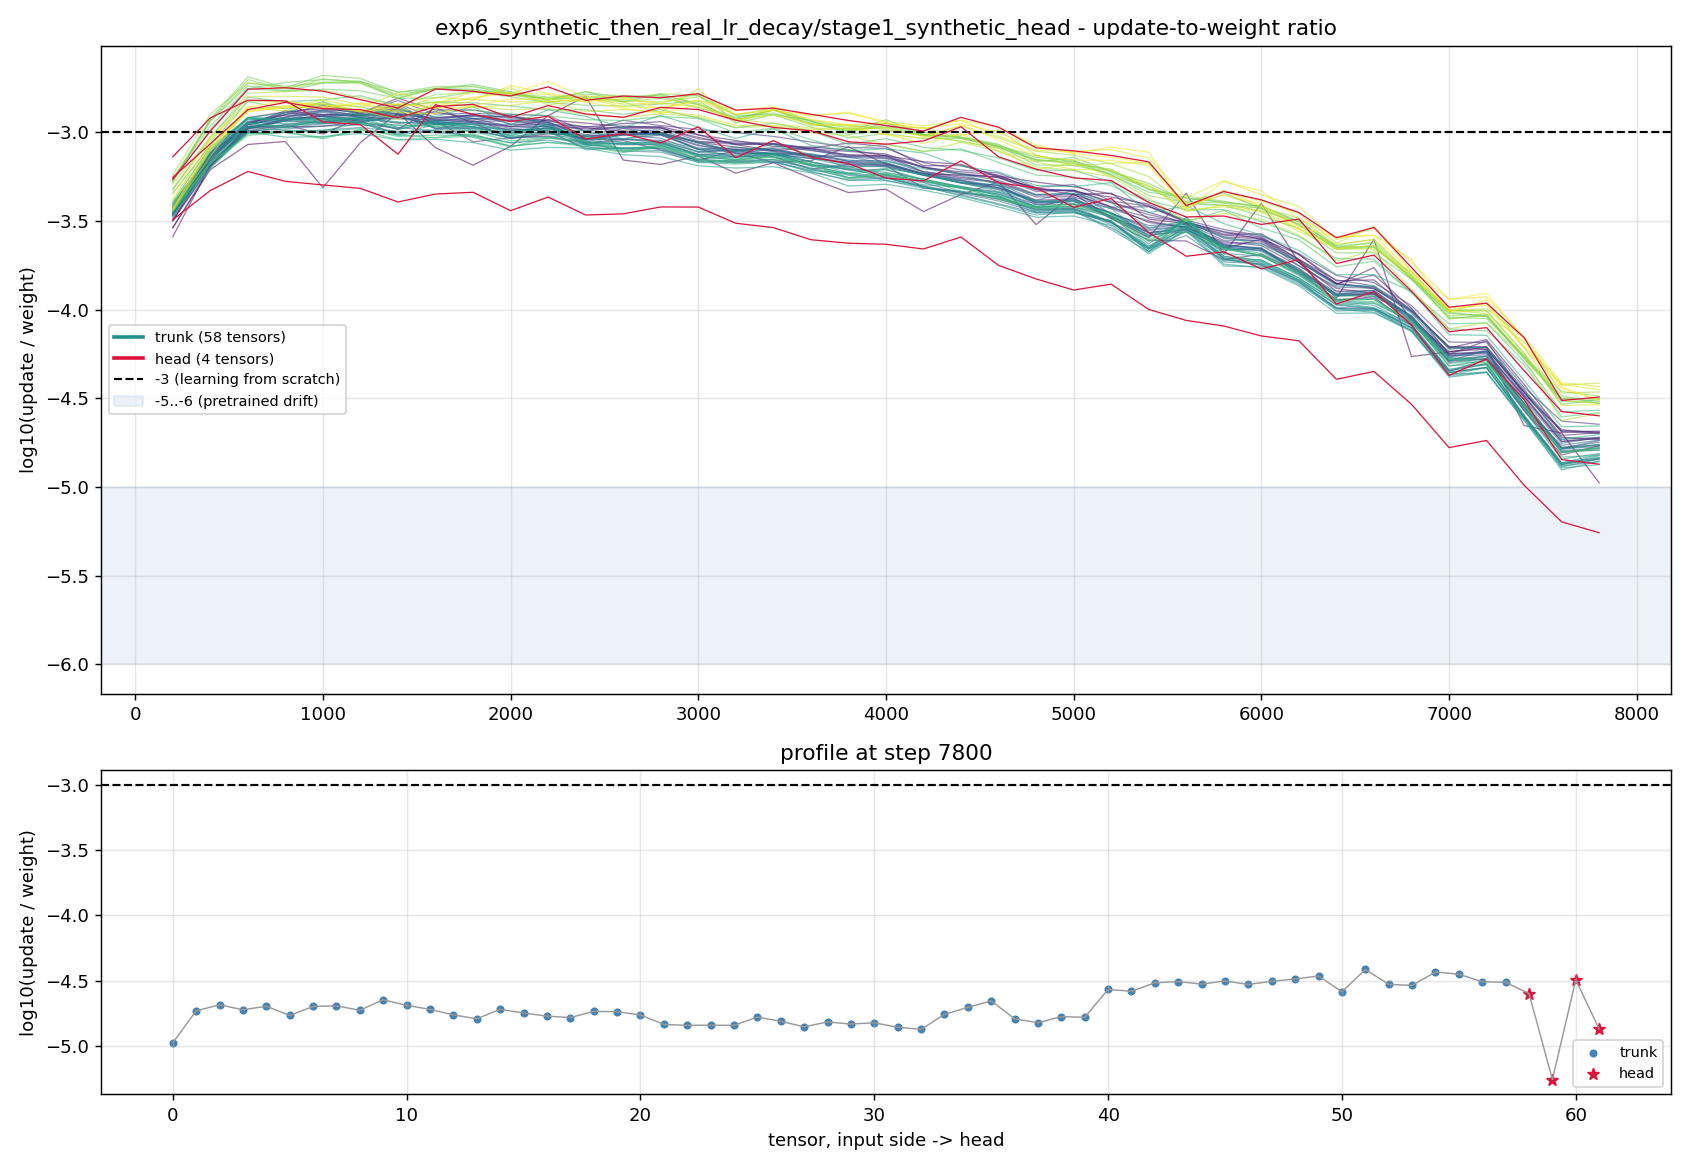 exp6_synthetic_then_real_lr_decay/stage1_synthetic_head - update-to-weight ratio
log10(update / weight)
−3.0
−3.5
−4.0
−4.5
−5.0
−5.5
−6.0
trunk (58 tensors)
head (4 tensors)
-3 (learning from scratch)
-5..-6 (pretrained drift)
0 1000 2000 3000 4000 5000 6000 7000 8000
profile at step 7800
log10(update / weight)
−3.0
−3.5
−4.0
−4.5
−5.0
trunk
head
0 10 20 30 40 50 60
tensor, input side -> head